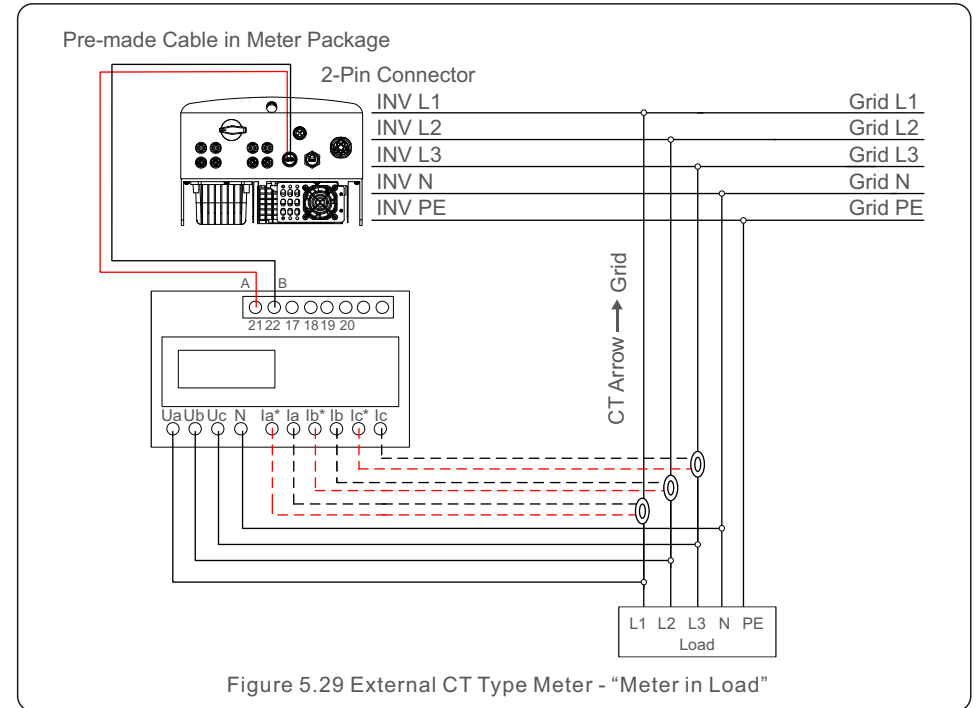 Pre-made Cable in Meter Package
2-Pin Connector
INV L1 Grid L1
INV L2 Grid L2
INV L3 Grid L3
INV N Grid N
INV PE Grid PE
CT Arrow → Grid
A B
21 22 17 18 19 20
Ua Ub Uc N Ia* Ia Ib* Ib Ic* Ic
L1 L2 L3 N PE
Load
Figure 5.29 External CT Type Meter - “Meter in Load”